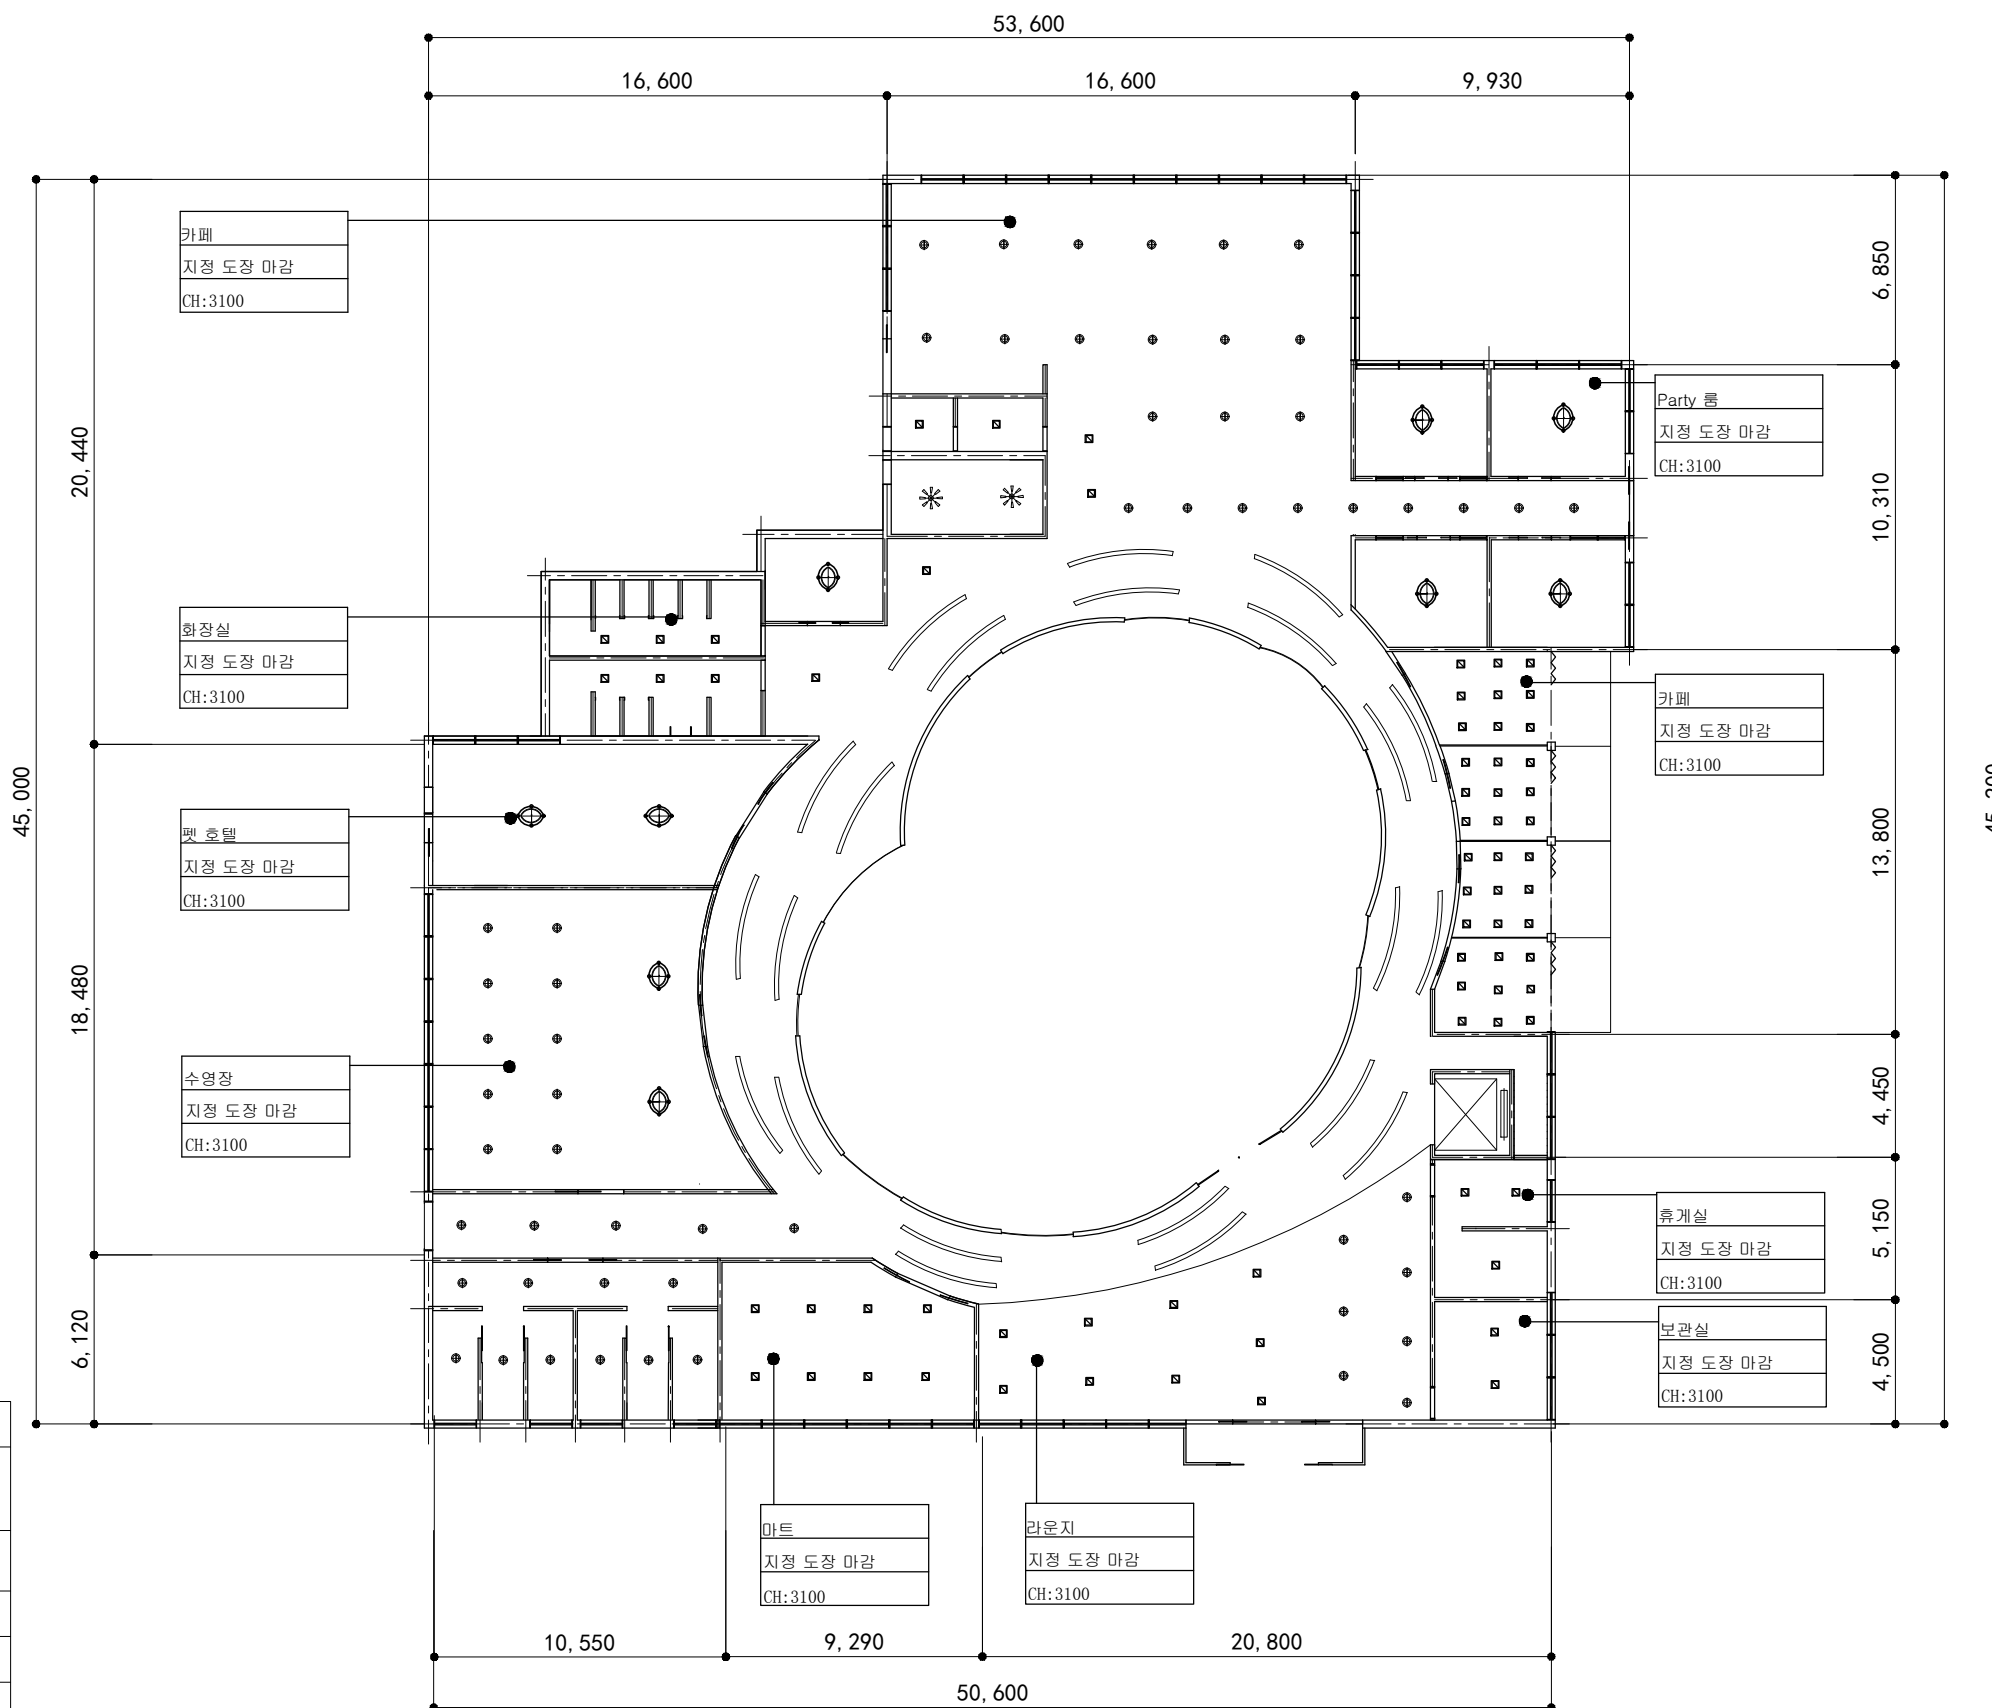 53,600
16,600
16,600
9,930
카페
지정 도장 마감
CH:3100
6,850
Party 룸
지정 도장 마감
CH:3100
20,440
10,310
화장실
지정 도장 마감
CH:3100
카페
지정 도장 마감
CH:3100
45,000
펫 호텔
지정 도장 마감
CH:3100
13,800
18,480
수영장
지정 도장 마감
CH:3100
4,450
휴게실
지정 도장 마감
CH:3100
5,150
보관실
지정 도장 마감
CH:3100
6,120
4,500
마트
지정 도장 마감
CH:3100
라운지
지정 도장 마감
CH:3100
10,550
9,290
20,800
50,600